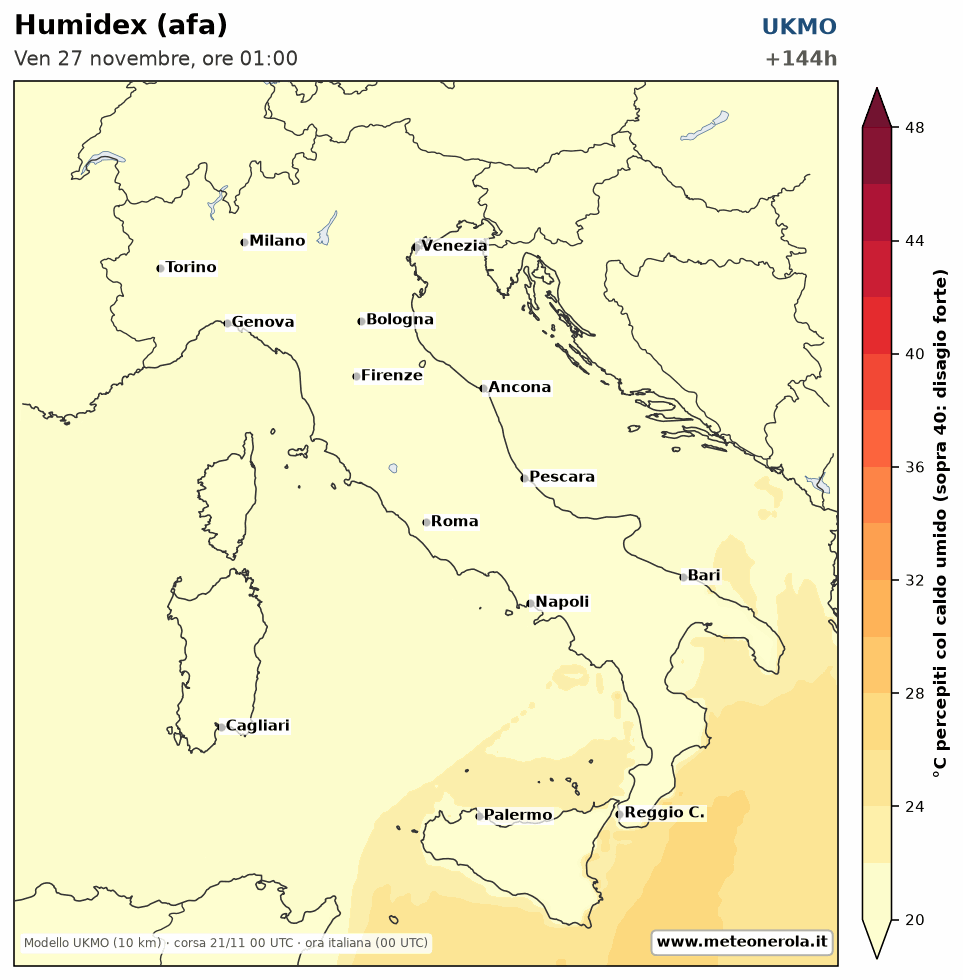 Humidex (afa)
UKMO
Ven 27 novembre, ore 01:00
+144h
Milano
Venezia
Torino
Genova
Bologna
Firenze
Ancona
Pescara
Roma
Bari
Napoli
Cagliari
Palermo
Reggio C.
Modello UKMO (10 km) · corsa 21/11 00 UTC · ora italiana (00 UTC)
www.meteonerola.it
48
44
40
36
32
28
24
20
°C percepiti col caldo umido (sopra 40: disagio forte)